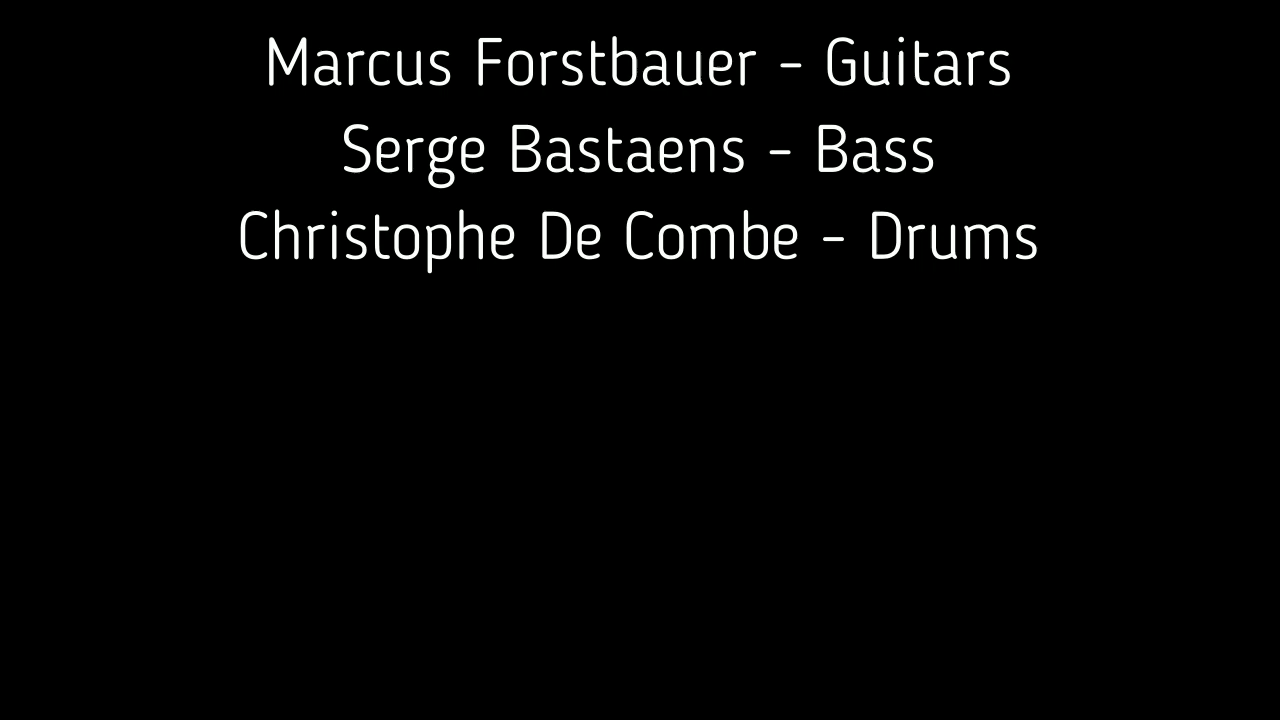 Marcus Forstbauer - Guitars
Serge Bastaens - Bass
Christophe De Combe - Drums